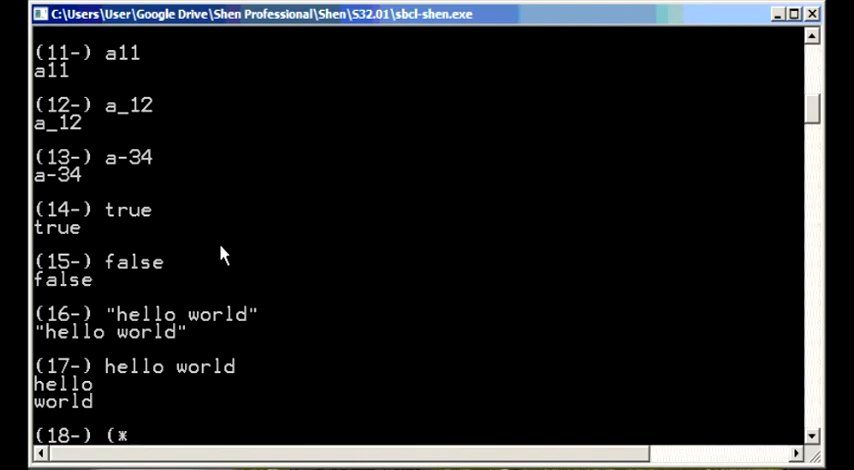 C:\Users\User\Google Drive\Shen Professional\Shen\S32.01\sbcl-shen.exe
(11-) a11
a11
(12-) a_12
a_12
(13-) a-34
a-34
(14-) true
true
(15-) false
false
(16-) "hello world"
"hello world"
(17-) hello world
hello
world
(18-) (*